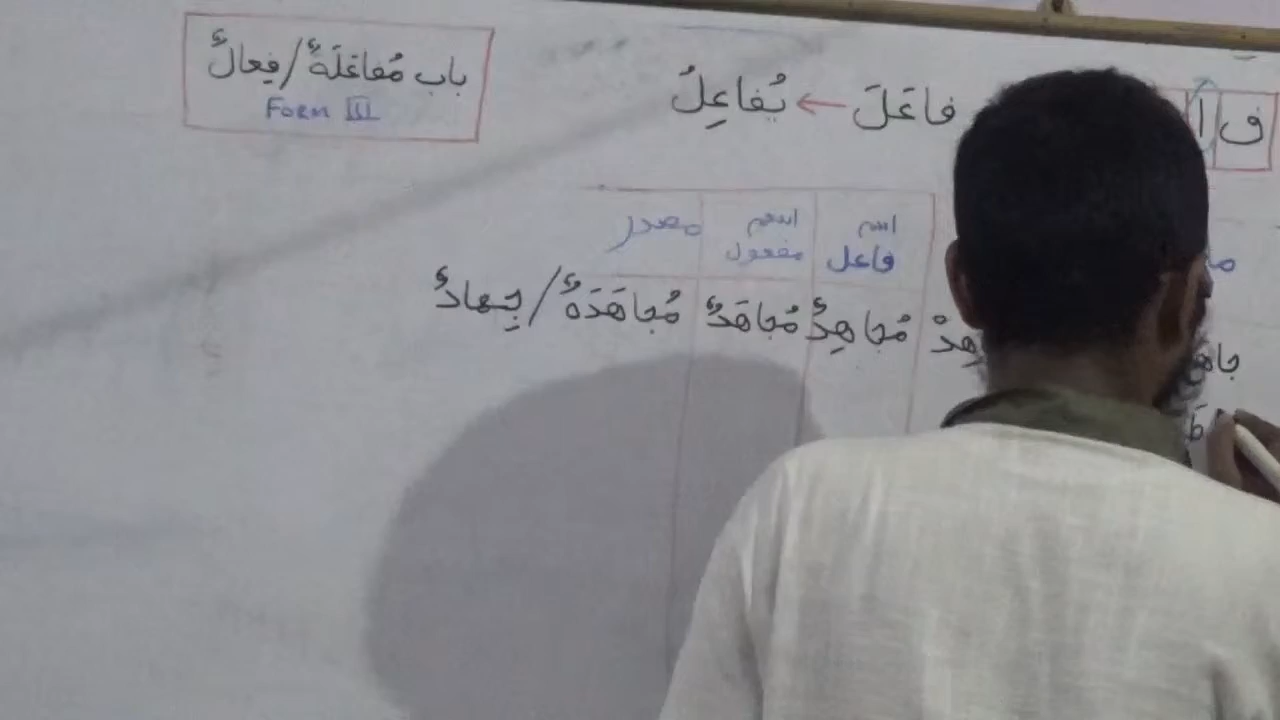 باب مُفاعَلَةٌ/فِعالٌ
FORM III
فاعَلَ ← يُفاعِلُ
ف ا
اسم فاعل
اسم مفعول
مصدر
مُجاهِدٌ مُجاهَدٌ مُجاهَدَةٌ/جِهادٌ